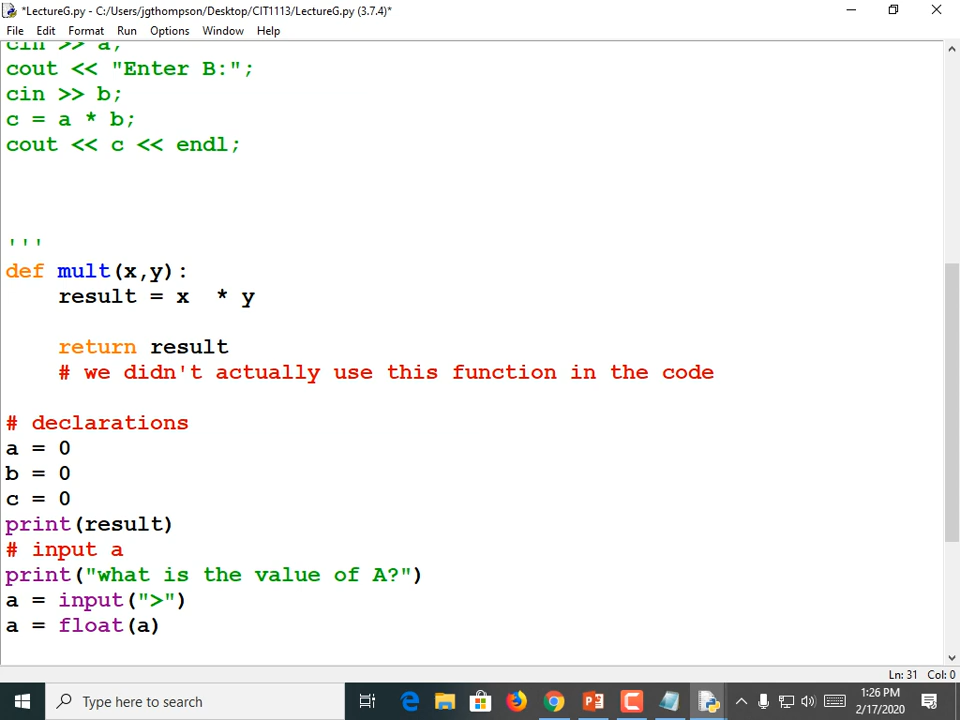 *LectureG.py - C:/Users/jgthompson/Desktop/CIT1113/LectureG.py (3.7.4)*
File Edit Format Run Options Window Help
cin >> a;
cout << "Enter B:";
cin >> b;
c = a * b;
cout << c << endl;
'''
def mult(x,y):
    result = x  * y
    return result
    # we didn't actually use this function in the code
# declarations
a = 0
b = 0
c = 0
print(result)
# input a
print("what is the value of A?")
a = input(">")
a = float(a)
Ln: 31 Col: 0
Type here to search
1:26 PM
2/17/2020